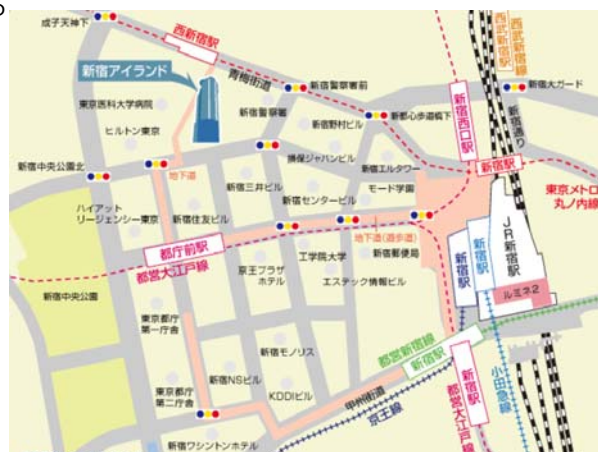 成子天神下
西新宿駅
新宿アイランド
青梅街道
新宿警察署前
東京医科大学病院
新宿警察署
新宿野村ビル
新都心歩道橋下
ヒルトン東京
新宿中央公園北
地下道
損保ジャパンビル
新宿エルタワー
新宿三井ビル
モード学園
新宿センタービル
ハイアット
リージェンシー東京
新宿住友ビル
地下道(遊歩道)
新宿郵便局
工学院大学
都庁前駅
都営大江戸線
京王プラザ
ホテル
エステック情報ビル
新宿中央公園
東京都庁
第一庁舎
新宿モノリス
新宿NSビル
KDDIビル
東京都庁
第二庁舎
新宿ワシントンホテル
甲州街道
京王線
都営新宿線
新宿駅
新宿駅
都営大江戸線
小田急線
新宿駅
新宿駅
JR新宿駅
ルミネ2
新宿西口駅
新宿駅
東京メトロ
丸ノ内線
西武新宿駅
西武新宿線
新宿大ガード
新宿通り